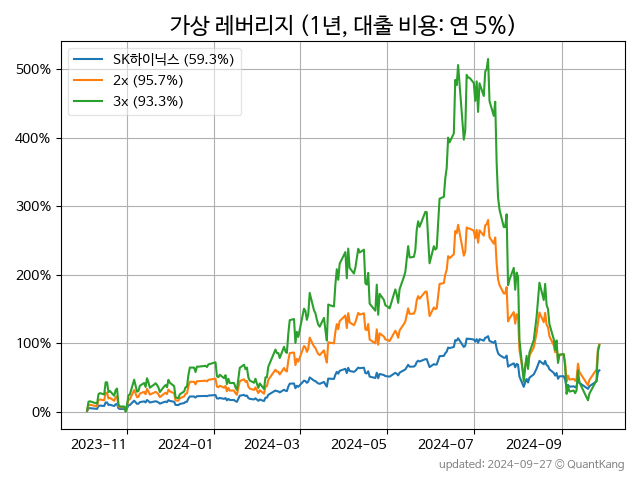 가상 레버리지 (1년, 대출 비용: 연 5%)
SK하이닉스 (59.3%)
2x (95.7%)
3x (93.3%)
500%
400%
300%
200%
100%
0%
2023-11 2024-01 2024-03 2024-05 2024-07 2024-09
updated: 2024-09-27 © QuantKang